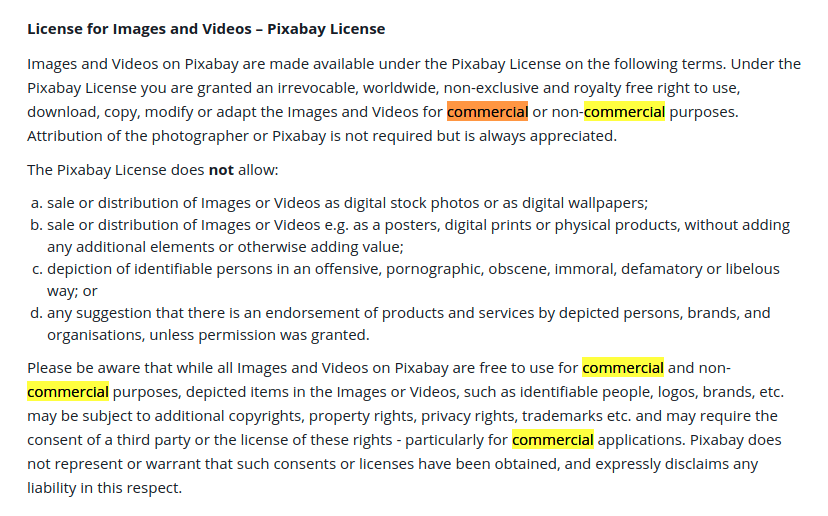 License for Images and Videos – Pixabay License
Images and Videos on Pixabay are made available under the Pixabay License on the following terms. Under the
Pixabay License you are granted an irrevocable, worldwide, non-exclusive and royalty free right to use,
download, copy, modify or adapt the Images and Videos for commercial or non-commercial purposes.
Attribution of the photographer or Pixabay is not required but is always appreciated.
The Pixabay License does not allow:
a. sale or distribution of Images or Videos as digital stock photos or as digital wallpapers;
b. sale or distribution of Images or Videos e.g. as a posters, digital prints or physical products, without adding
any additional elements or otherwise adding value;
c. depiction of identifiable persons in an offensive, pornographic, obscene, immoral, defamatory or libelous
way; or
d. any suggestion that there is an endorsement of products and services by depicted persons, brands, and
organisations, unless permission was granted.
Please be aware that while all Images and Videos on Pixabay are free to use for commercial and non-
commercial purposes, depicted items in the Images or Videos, such as identifiable people, logos, brands, etc.
may be subject to additional copyrights, property rights, privacy rights, trademarks etc. and may require the
consent of a third party or the license of these rights - particularly for commercial applications. Pixabay does
not represent or warrant that such consents or licenses have been obtained, and expressly disclaims any
liability in this respect.